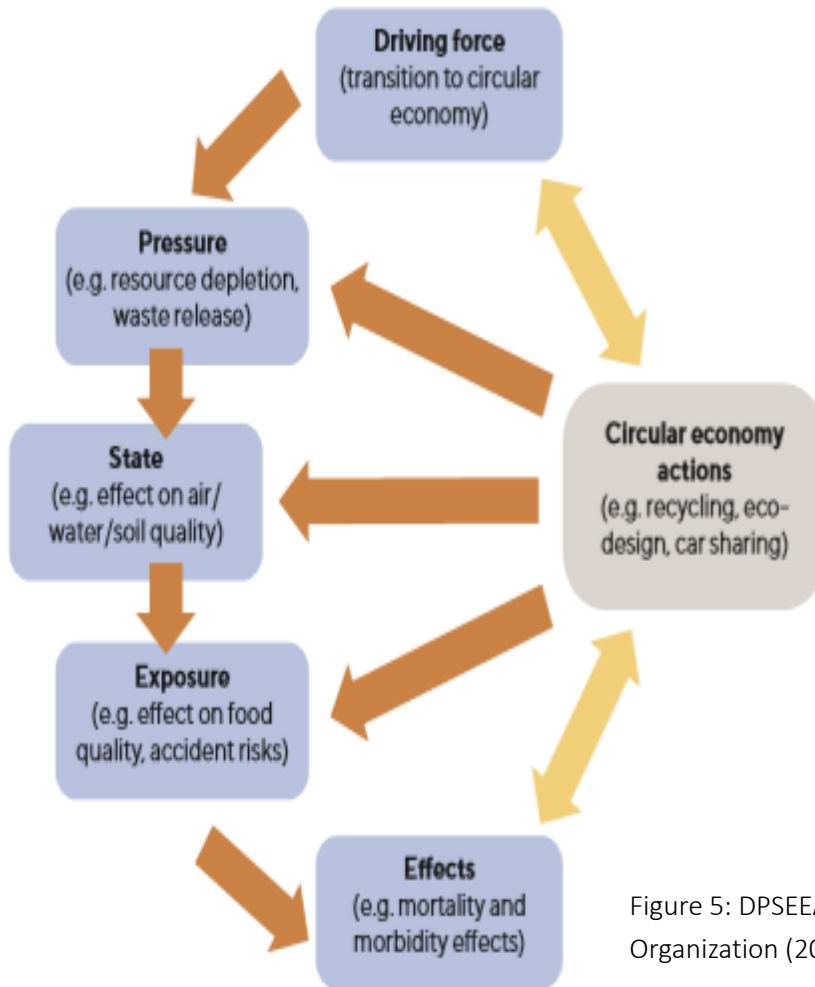 Driving force
(transition to circular
economy)
Pressure
(e.g. resource depletion,
waste release)
State
(e.g. effect on air/
water/soil quality)
Exposure
(e.g. effect on food
quality, accident risks)
Effects
(e.g. mortality and
morbidity effects)
Circular economy
actions
(e.g. recycling, eco-
design, car sharing)
Figure 5:
Organization